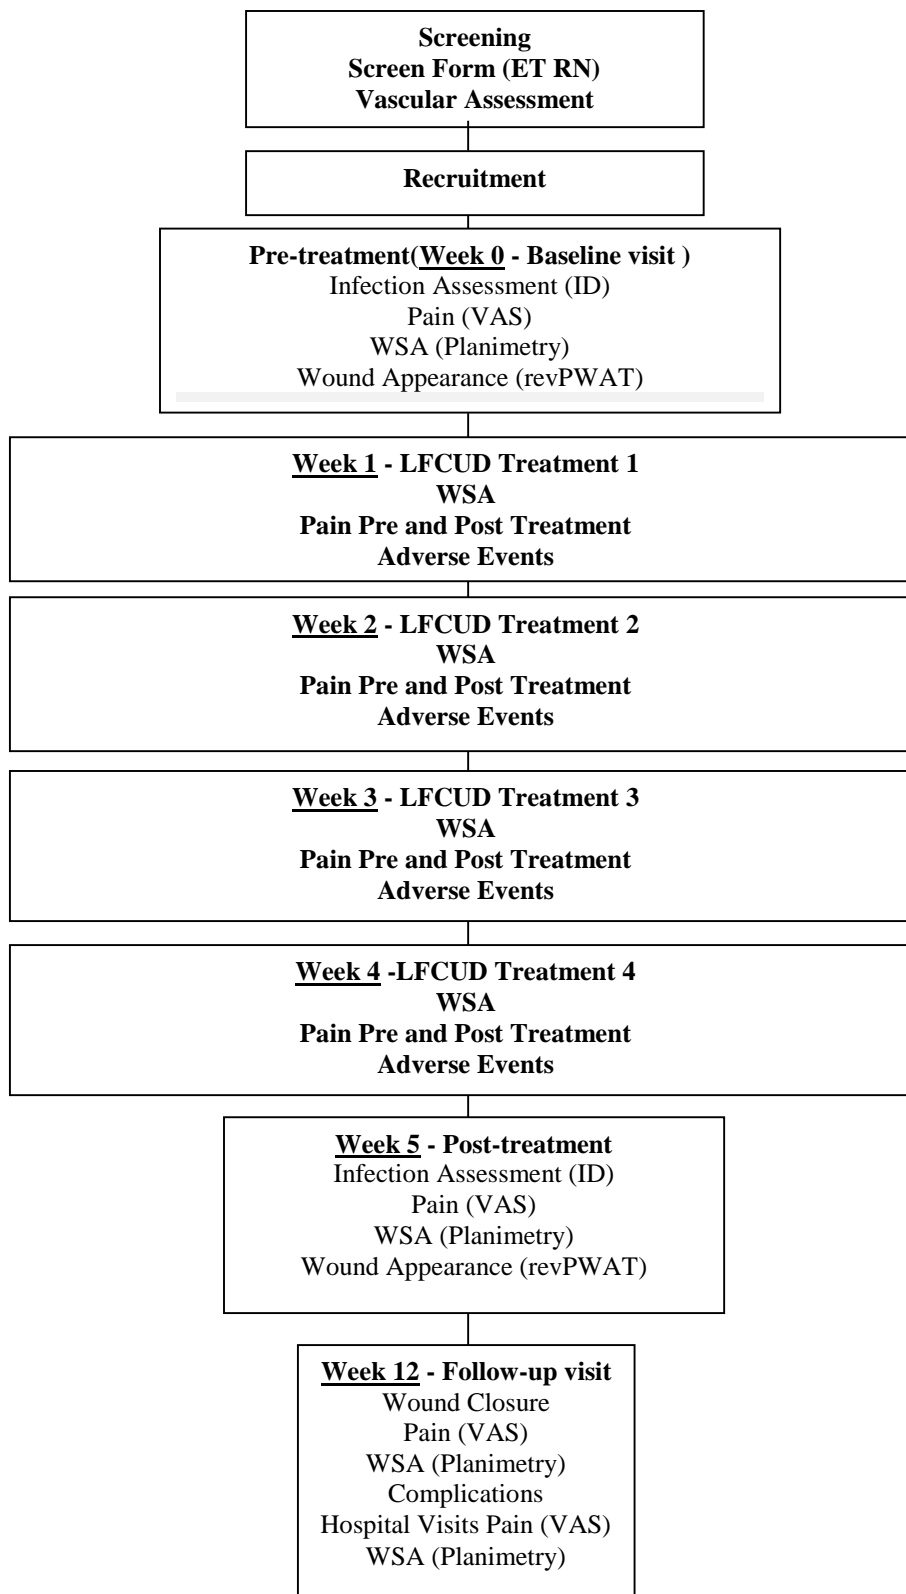 Screening
Screen Form (ET RN)
Vascular Assessment
Recruitment
Pre-treatment(Week 0 - Baseline visit )
Infection Assessment (ID)
Pain (VAS)
WSA (Planimetry)
Wound Appearance (revPWAT)
Week 1 - LFCUD Treatment 1
WSA
Pain Pre and Post Treatment
Adverse Events
Week 2 - LFCUD Treatment 2
WSA
Pain Pre and Post Treatment
Adverse Events
Week 3 - LFCUD Treatment 3
WSA
Pain Pre and Post Treatment
Adverse Events
Week 4 -LFCUD Treatment 4
WSA
Pain Pre and Post Treatment
Adverse Events
Week 5 - Post-treatment
Infection Assessment (ID)
Pain (VAS)
WSA (Planimetry)
Wound Appearance (revPWAT)
Week 12 - Follow-up visit
Wound Closure
Pain (VAS)
WSA (Planimetry)
Complications
Hospital Visits Pain (VAS)
WSA (Planimetry)